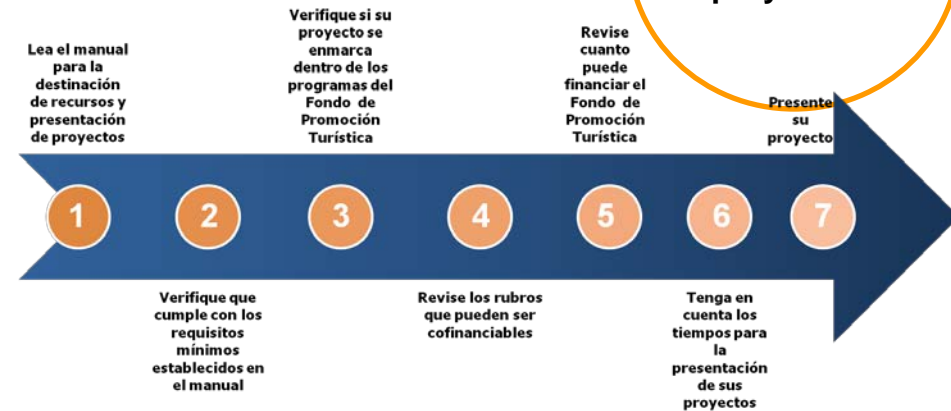 Lea el manual
para la
destinación
de recursos y
presentación
de proyectos
Verifique si su
proyecto se
enmarca
dentro de los
programas del
Fondo de
Promoción
Turística
Revise
cuanto
puede
financiar el
Fondo de
Promoción
Turística
Presente
su
proyecto
1
2
3
4
5
6
7
Verifique que
cumple con los
requisitos
mínimos
establecidos en
el manual
Revise los rubros
que pueden ser
cofinanciables
Tenga en
cuenta los
tiempos para
la
presentación
de sus
proyectos